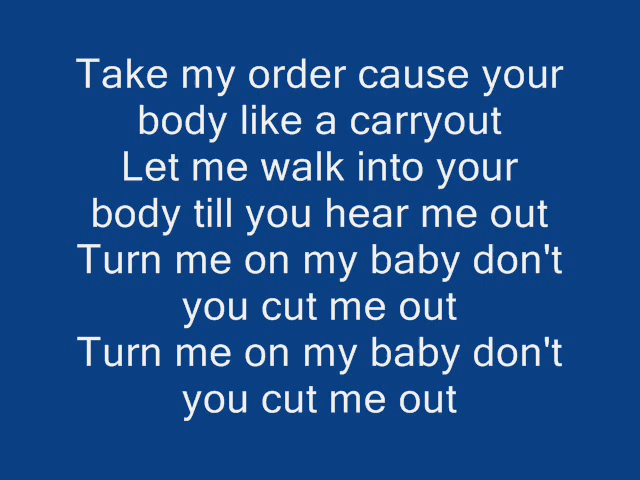 Take my order cause your
body like a carryout
Let me walk into your
body till you hear me out
Turn me on my baby don't
you cut me out
Turn me on my baby don't
you cut me out